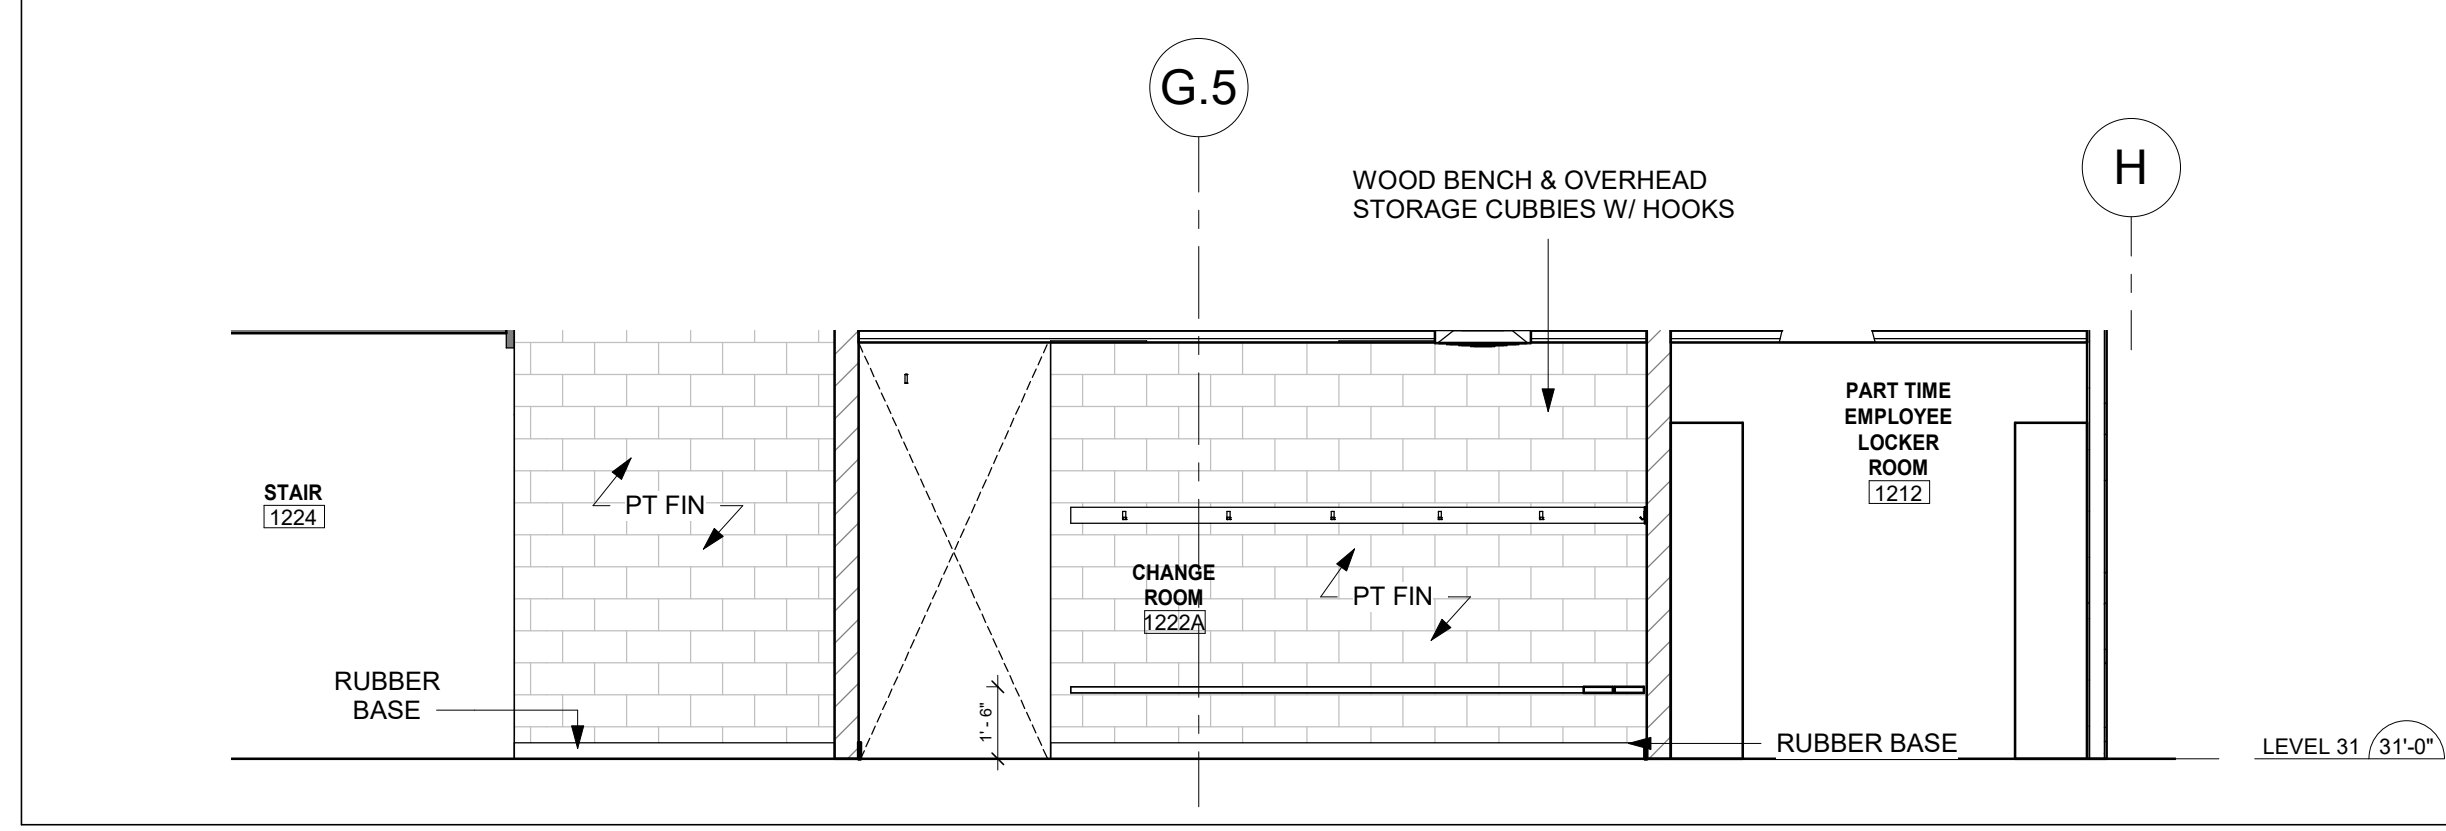 G.5
H
WOOD BENCH & OVERHEAD
STORAGE CUBBIES W/ HOOKS
PART TIME
EMPLOYEE
LOCKER
ROOM
1212
STAIR
1224
PT FIN
CHANGE
ROOM
1222A
PT FIN
RUBBER
BASE
1' - 6"
RUBBER BASE
LEVEL 31 31'-0"